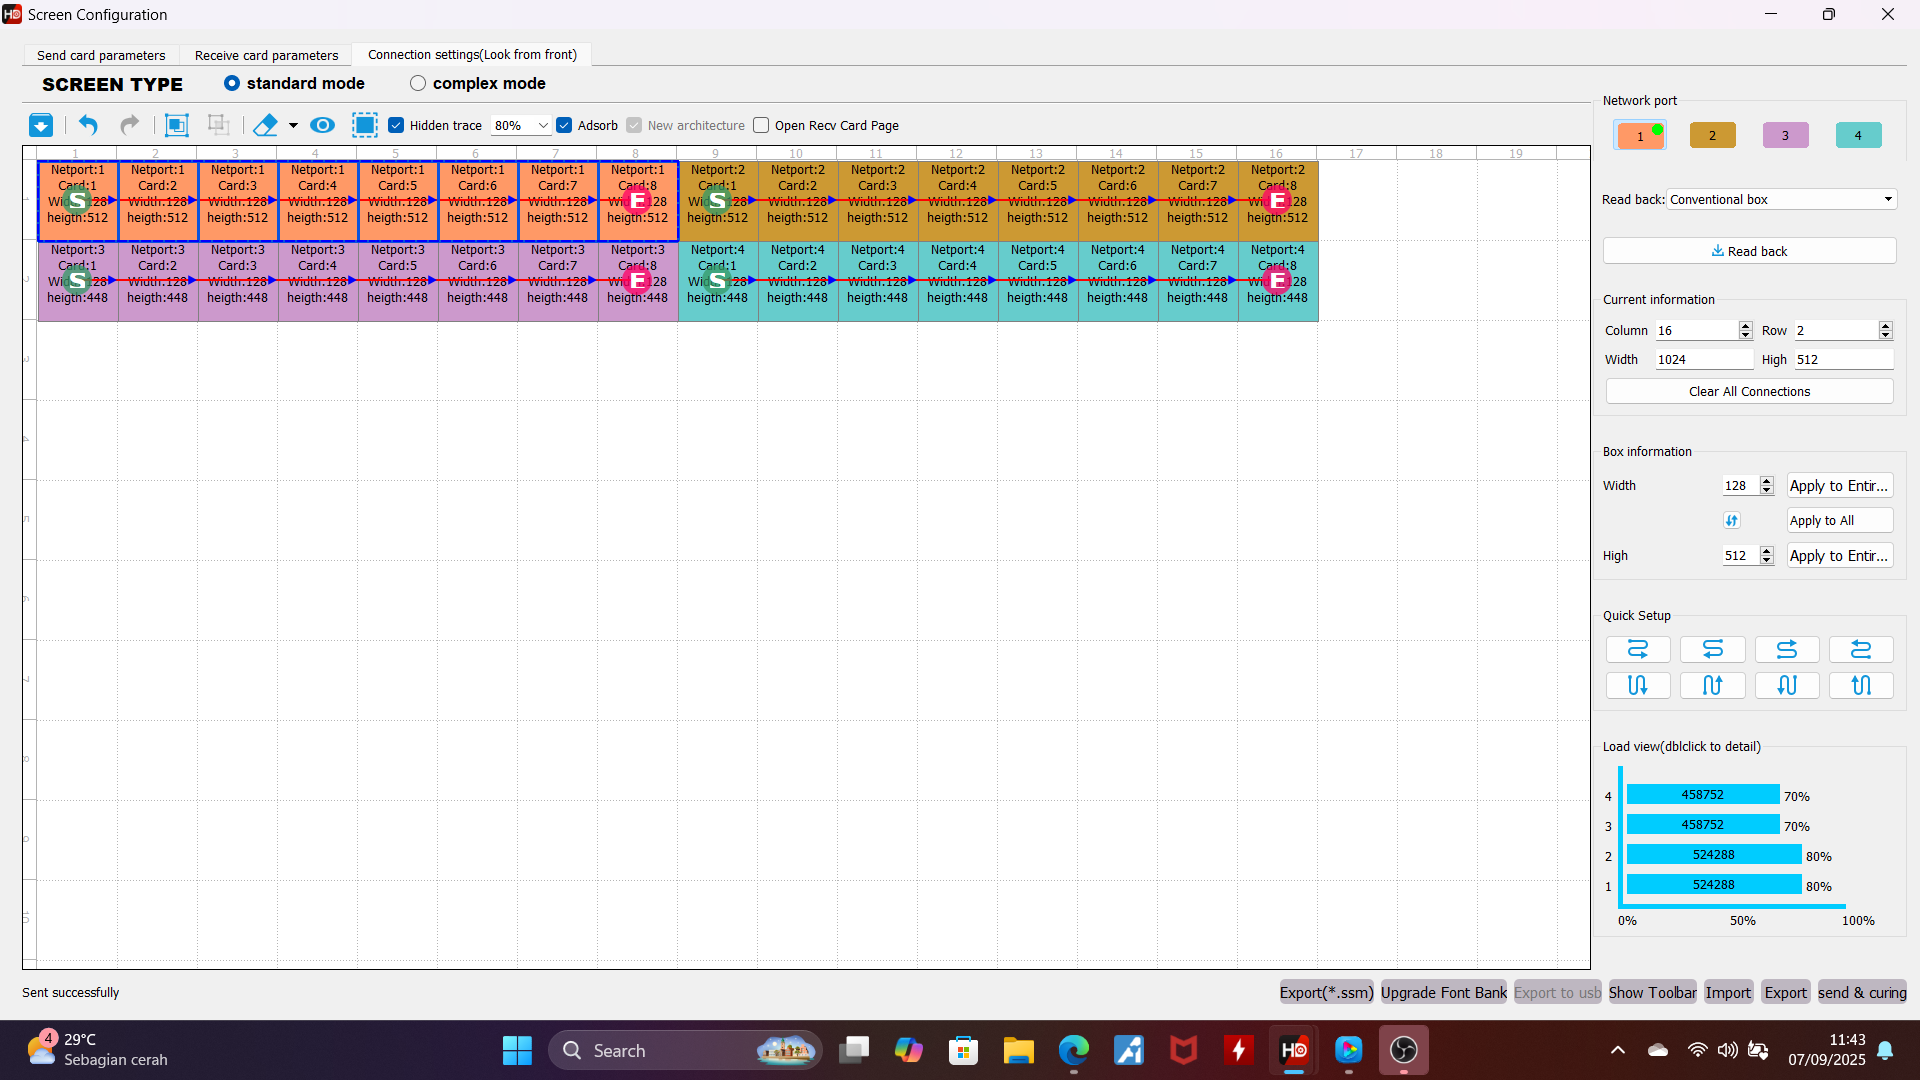 HD Screen Configuration
Send card parameters Receive card parameters Connection settings(Look from front)
SCREEN TYPE standard mode complex mode
Hidden trace 80% Adsorb New architecture Open Recv Card Page
1 2 3 4 5 6 7 8 9 10 11 12 13 14 15 16 17 18 19
Netport:1 Netport:1 Netport:1 Netport:1 Netport:1 Netport:1 Netport:1 Netport:1 Netport:2 Netport:2 Netport:2 Netport:2 Netport:2 Netport:2 Netport:2 Netport:2
Card:1 Card:2 Card:3 Card:4 Card:5 Card:6 Card:7 Card:8 Card:1 Card:2 Card:3 Card:4 Card:5 Card:6 Card:7 Card:8
S Width:128 Width:128 Width:128 Width:128 Width:128 Width:128 E S Width:128 Width:128 Width:128 Width:128 Width:128 Width:128 E
heigth:512 heigth:512 heigth:512 heigth:512 heigth:512 heigth:512 heigth:512 heigth:512 heigth:512 heigth:512 heigth:512 heigth:512 heigth:512 heigth:512 heigth:512 heigth:512
Netport:3 Netport:3 Netport:3 Netport:3 Netport:3 Netport:3 Netport:3 Netport:3 Netport:4 Netport:4 Netport:4 Netport:4 Netport:4 Netport:4 Netport:4 Netport:4
Card:1 Card:2 Card:3 Card:4 Card:5 Card:6 Card:7 Card:8 Card:1 Card:2 Card:3 Card:4 Card:5 Card:6 Card:7 Card:8
S Width:128 Width:128 Width:128 Width:128 Width:128 Width:128 E S Width:128 Width:128 Width:128 Width:128 Width:128 Width:128 E
heigth:448 heigth:448 heigth:448 heigth:448 heigth:448 heigth:448 heigth:448 heigth:448 heigth:448 heigth:448 heigth:448 heigth:448 heigth:448 heigth:448 heigth:448 heigth:448
1
2
3
4
5
6
7
8
9
10
Network port
1 2 3 4
Read back: Conventional box
Read back
Current information
Column 16 Row 2
Width 1024 High 512
Clear All Connections
Box information
Width 128 Apply to Entir...
Apply to All
High 512 Apply to Entir...
Quick Setup
Load view(dblclick to detail)
4 458752 70%
3 458752 70%
2 524288 80%
1 524288 80%
0% 50% 100%
Sent successfully Export(*.ssm) Upgrade Font Bank Export to usb Show Toolbar Import Export send & curing
4 29°C
Sebagian cerah
Search
HD
11:43
07/09/2025